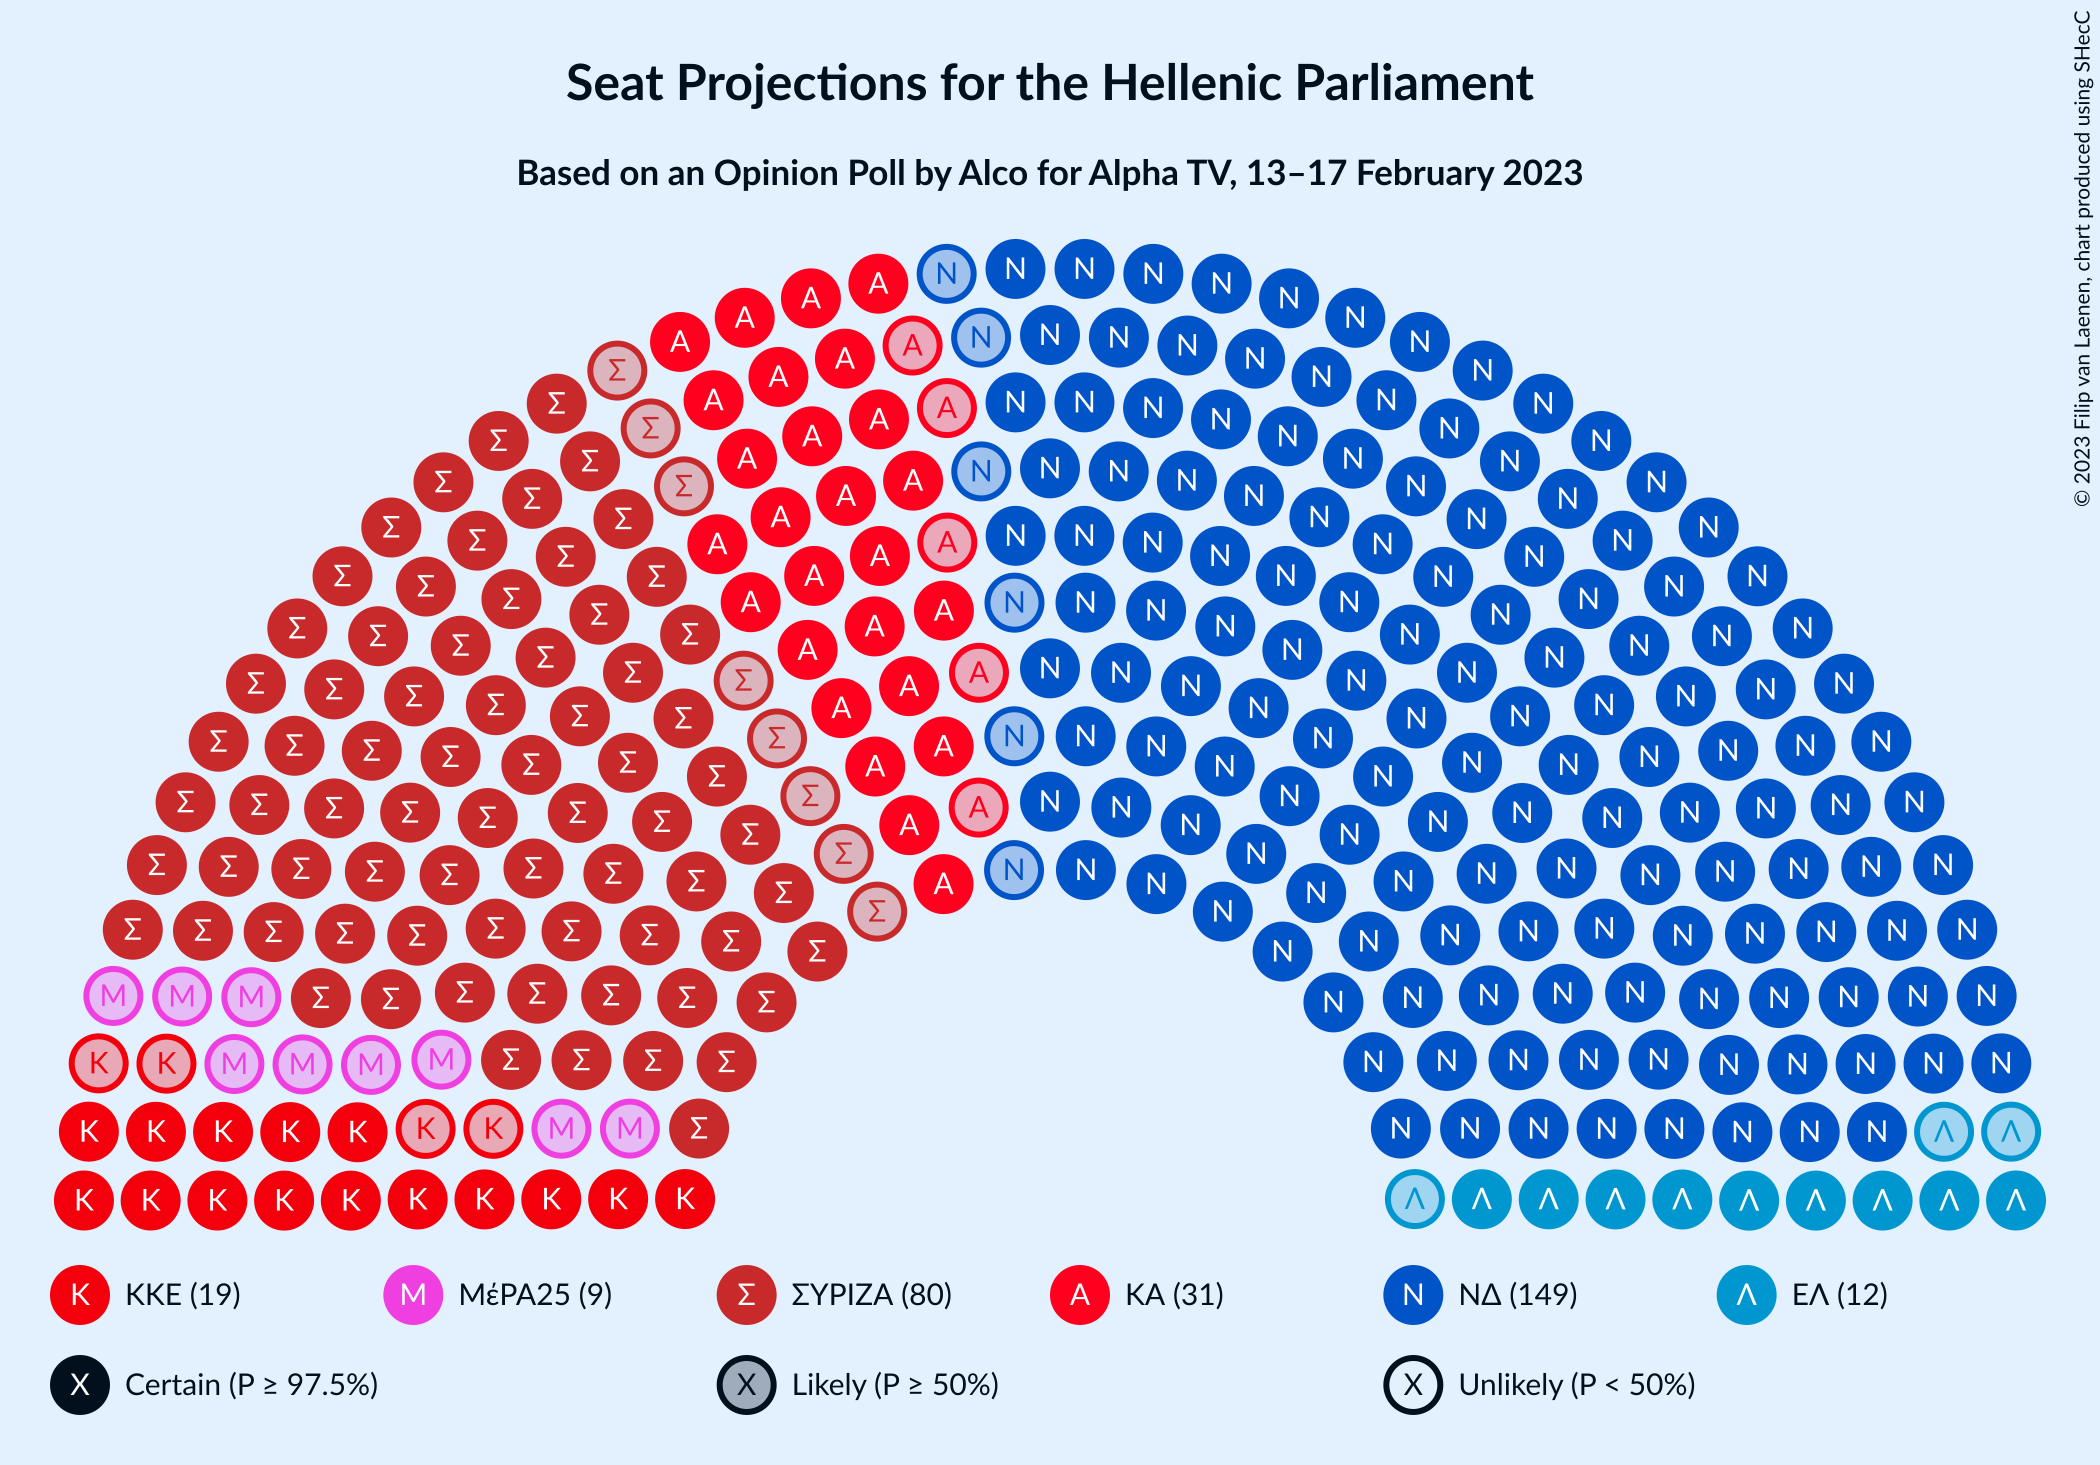 Seat Projections for the Hellenic Parliament
Based on an Opinion Poll by Alco for Alpha TV, 13–17 February 2023
© 2023 Filip van Laenen, chart produced using SHecC
Κ ΚΚΕ (19) Μ ΜέΡΑ25 (9) Σ ΣΥΡΙΖΑ (80) Α ΚΑ (31) Ν ΝΔ (149) Λ ΕΛ (12)
X Certain (P ≥ 97.5%) X Likely (P ≥ 50%) X Unlikely (P < 50%)